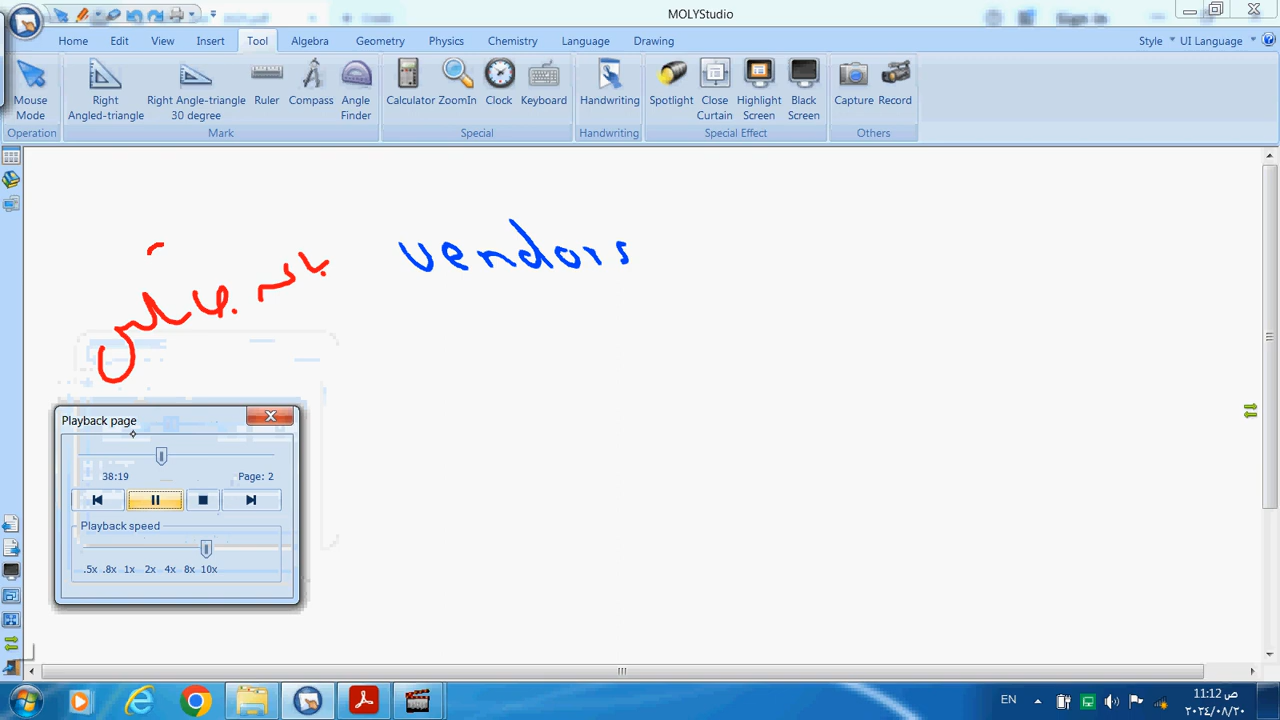 MOLYStudio
Sign in
Home Edit View Insert Tool Algebra Geometry Physics Chemistry Language Drawing Style UI Language
Mouse Mode
Right Angled-triangle
Right Angle-triangle 30 degree
Ruler
Compass
Angle Finder
Calculator
ZoomIn
Clock
Keyboard
Handwriting
Spotlight
Close Curtain
Highlight Screen
Black Screen
Capture
Record
Operation Mark Special Handwriting Special Effect Others
vendors
Playback page
38:19 Page: 2
Playback speed
.5x .8x 1x 2x 4x 8x 10x
EN
11:12 ص
٢٠٢٤/٠٨/٢٠